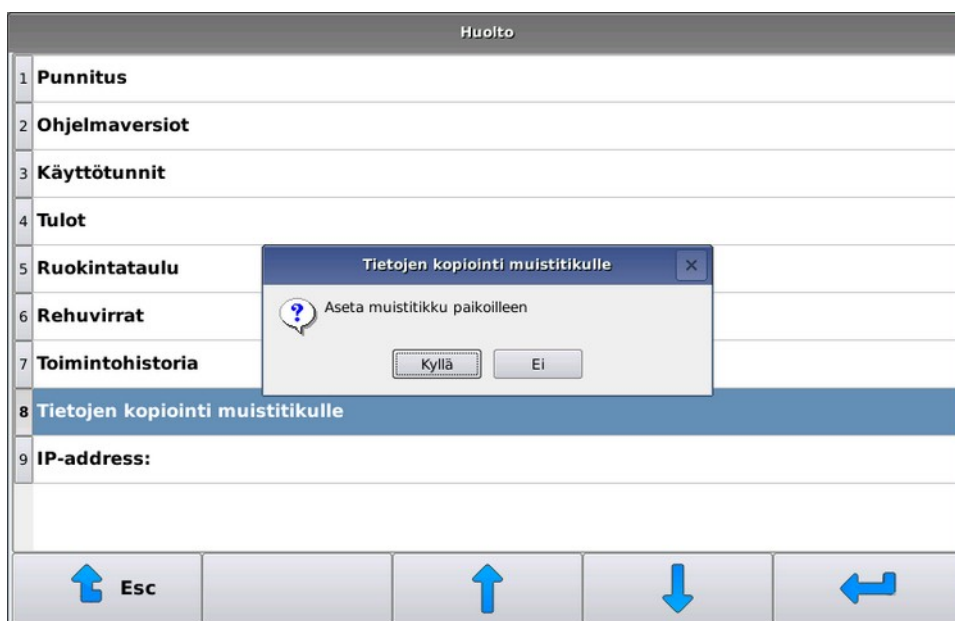 Huolto
1 Punnitus
2 Ohjelmaversiot
3 Käyttötunnit
4 Tulot
5 Ruokintataulu
6 Rehuvirrat
7 Toimintohistoria
8 Tietojen kopiointi muistitikulle
9 IP-address:
Tietojen kopiointi muistitikulle
Aseta muistitikku paikoilleen
Kyllä Ei
Esc